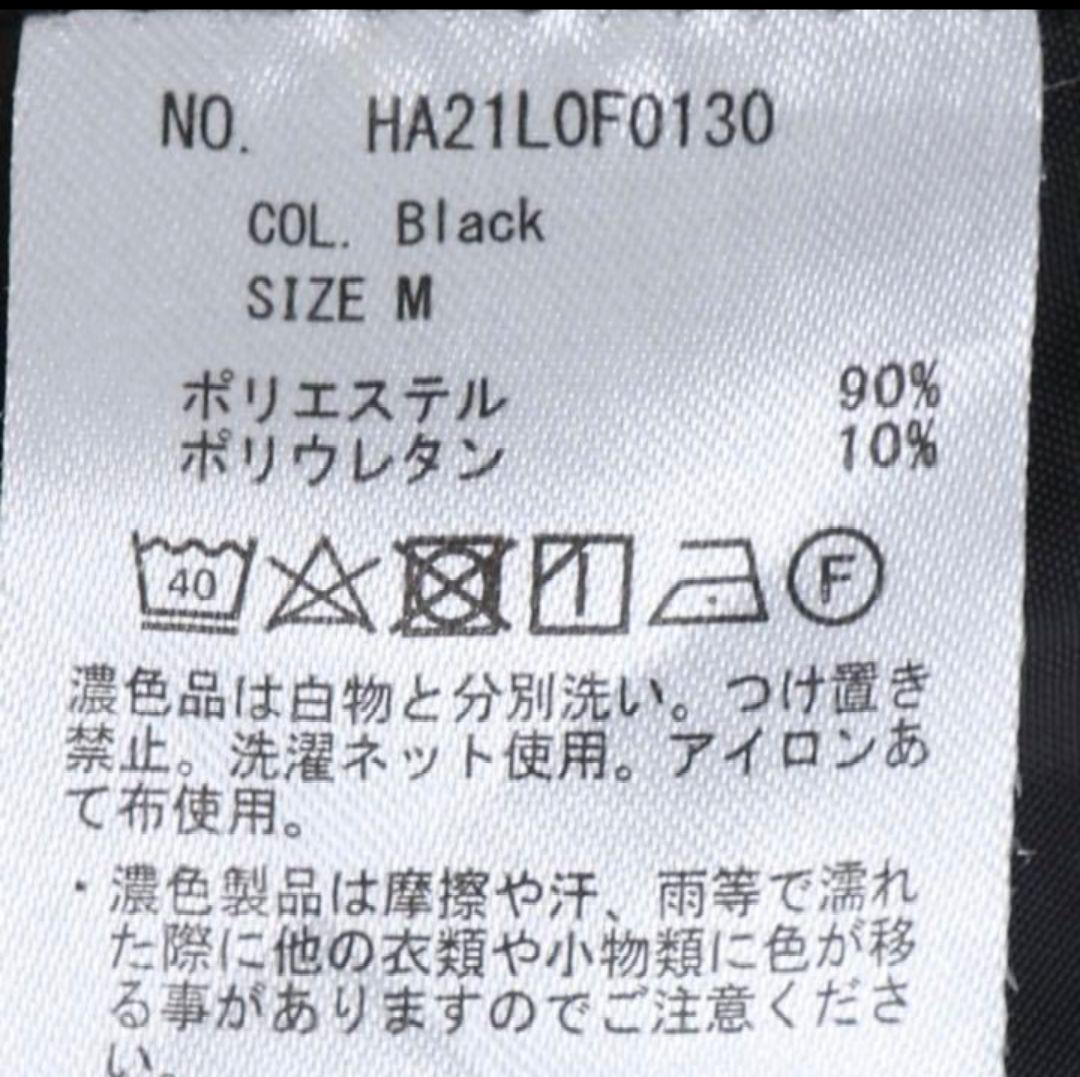 NO. HA21LOF0130
COL. Black
SIZE M
ポリエステル 90%
ポリウレタン 10%
40 F
濃色品は白物と分別洗い。つけ置き
禁止。洗濯ネット使用。アイロンあ
て布使用。
・濃色製品は摩擦や汗、雨等で濡れ
た際に他の衣類や小物類に色が移
る事がありますのでご注意くださ
い。